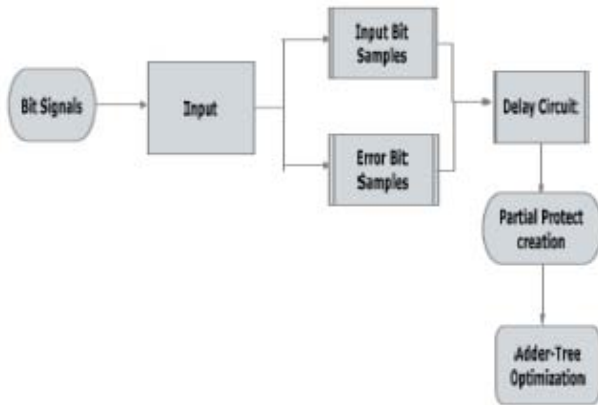 Bit Signals
Input
Input Bit
Samples
Error Bit
Samples
Delay Circuit
Partial Protect
creation
Adder-Tree
Optimization